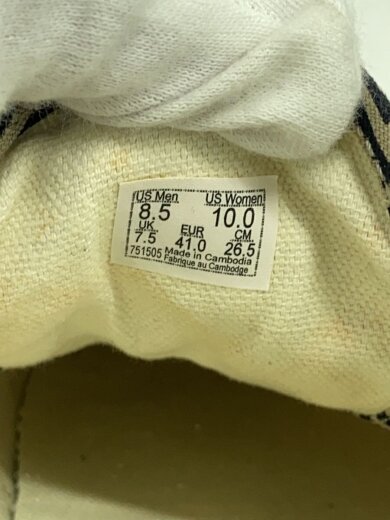 US Men US Women
8.5 10.0
UK EUR CM
7.5 41.0 26.5
751505 Made in Cambodia
Fabrique au Cambodge